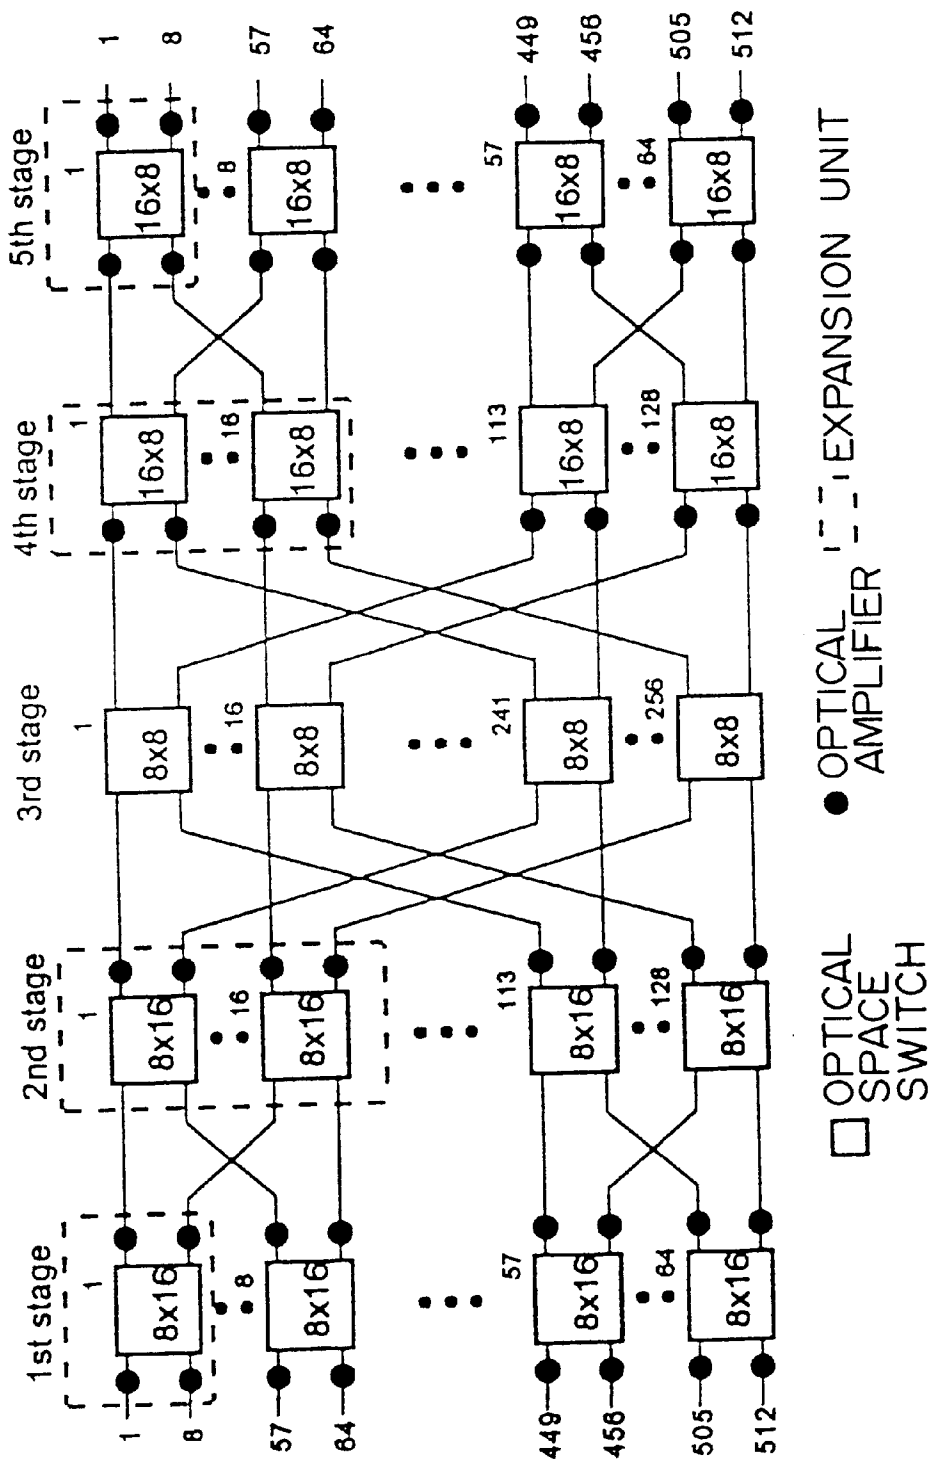 1st stage 2nd stage 3rd stage 4th stage 5th stage
1 1 1 1 1
1 1
8x16 8x16 8x8 16x8 16x8
8 8
8 16 16 16 8
57 57
8x16 8x16 8x8 16x8 16x8
64 64
57 113 241 113 57
449 449
8x16 8x16 8x8 16x8 16x8
456 456
64 128 256 128 64
505 505
8x16 8x16 8x8 16x8 16x8
512 512
OPTICAL
SPACE
SWITCH
OPTICAL
AMPLIFIER
EXPANSION UNIT